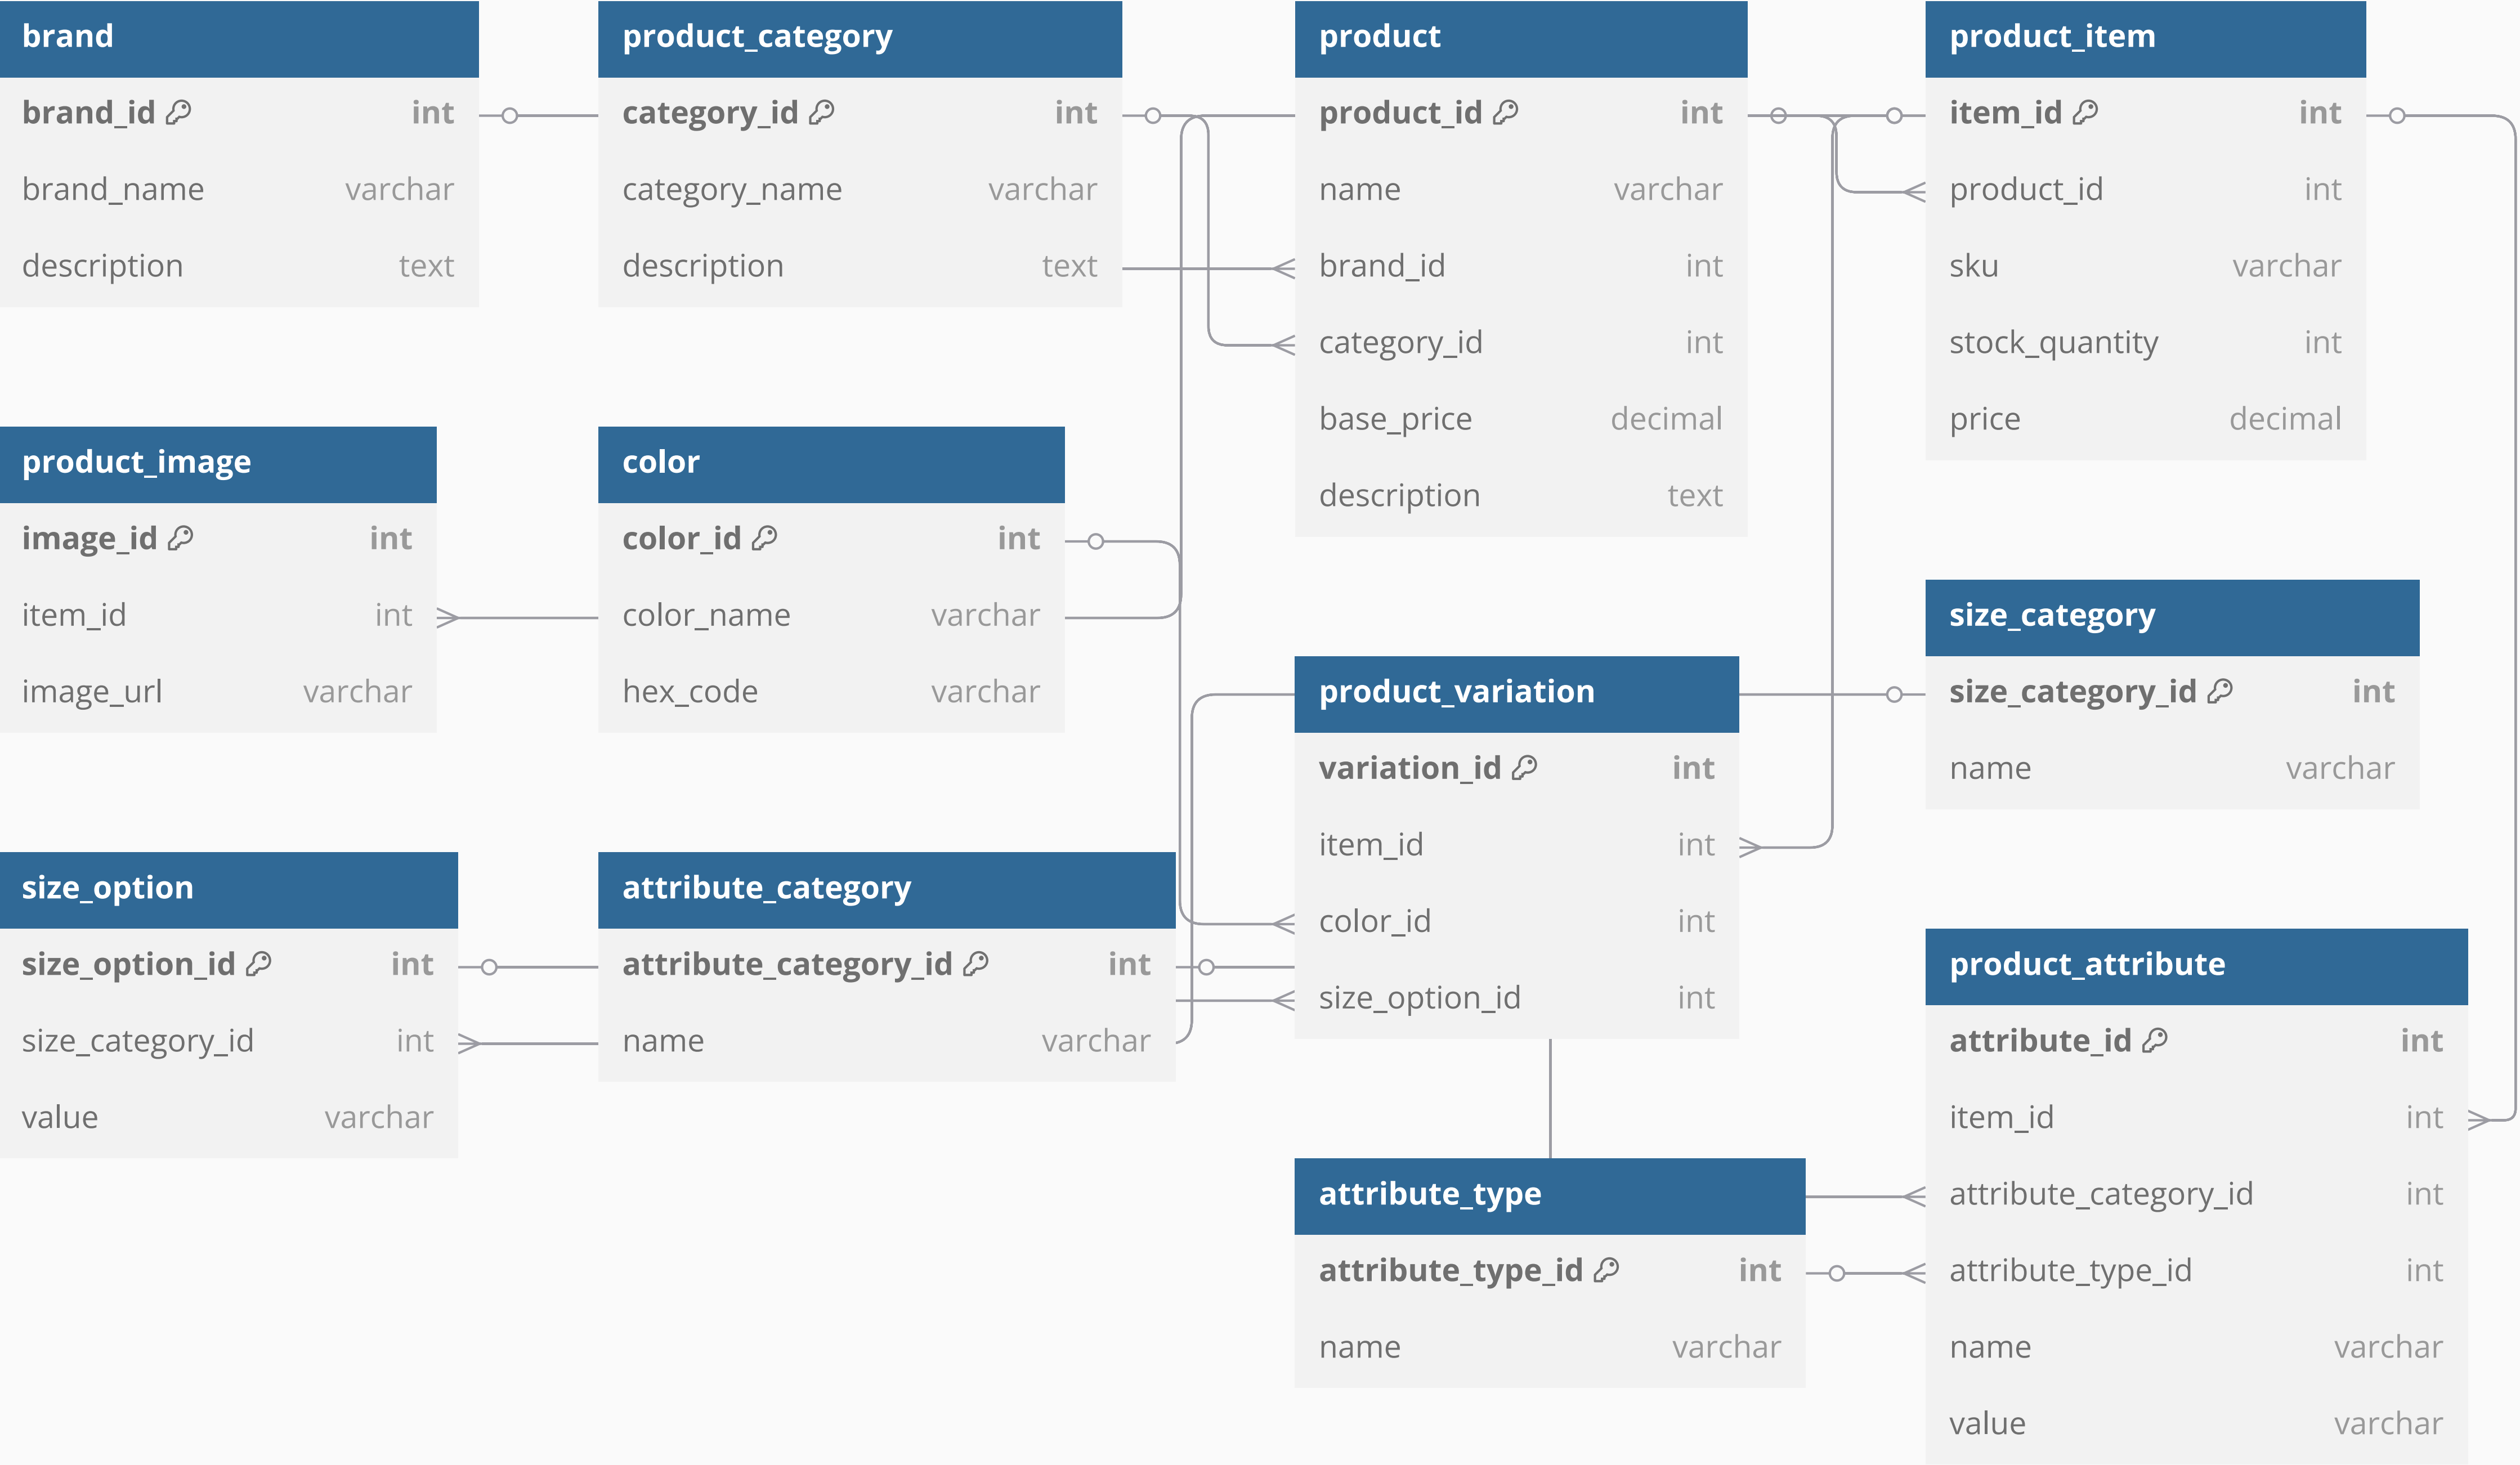 brand
brand_id int
brand_name varchar
description text
product_category
category_id int
category_name varchar
description text
product
product_id int
name varchar
brand_id int
category_id int
base_price decimal
description text
product_item
item_id int
product_id int
sku varchar
stock_quantity int
price decimal
product_image
image_id int
item_id int
image_url varchar
color
color_id int
color_name varchar
hex_code varchar
size_category
size_category_id int
name varchar
product_variation
variation_id int
item_id int
color_id int
size_option_id int
size_option
size_option_id int
size_category_id int
value varchar
attribute_category
attribute_category_id int
name varchar
product_attribute
attribute_id int
item_id int
attribute_category_id int
attribute_type_id int
name varchar
value varchar
attribute_type
attribute_type_id int
name varchar